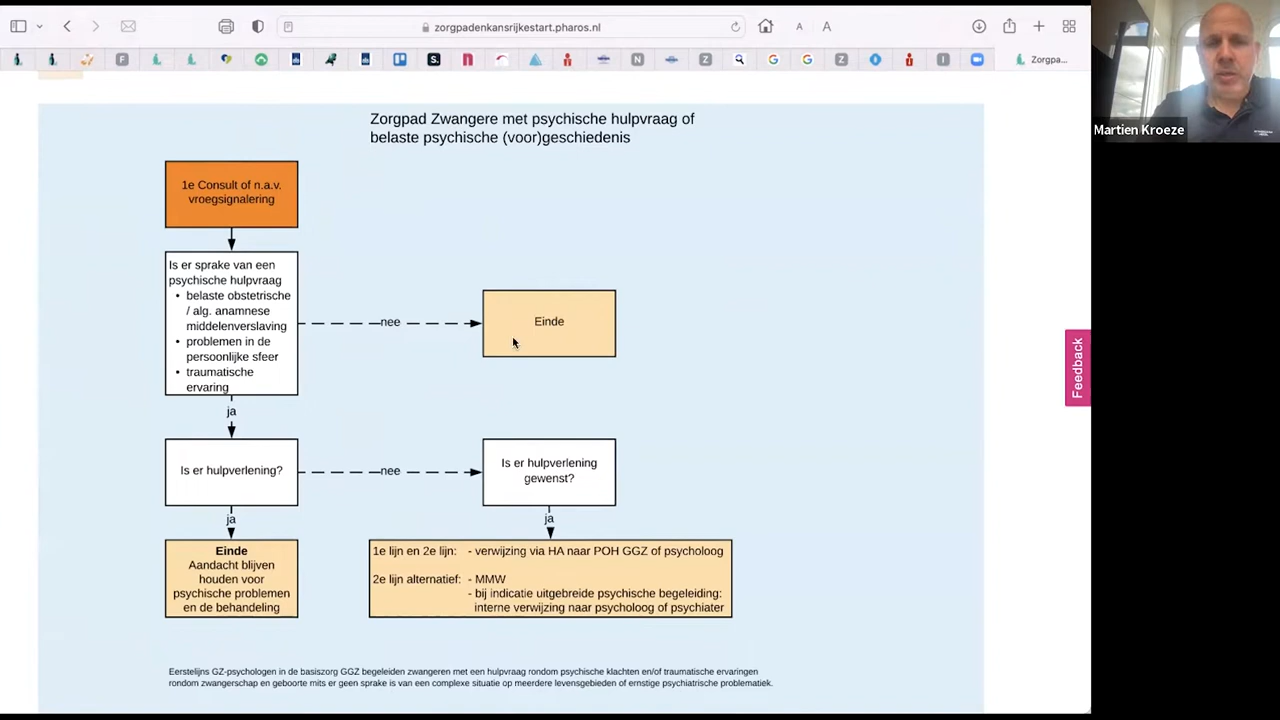 zorgpadenkansrijkestart.pharos.nl
A A
Zorgpa...
Martien Kroeze
Zorgpad Zwangere met psychische hulpvraag of
belaste psychische (voor)geschiedenis
1e Consult of n.a.v.
vroegsignalering
Is er sprake van een
psychische hulpvraag
• belaste obstetrische
/ alg. anamnese
middelenverslaving
• problemen in de
persoonlijke sfeer
• traumatische
ervaring
nee
Einde
Feedback
ja
Is er hulpverlening?
nee
Is er hulpverlening
gewenst?
ja
ja
Einde
Aandacht blijven
houden voor
psychische problemen
en de behandeling
1e lijn en 2e lijn: - verwijzing via HA naar POH GGZ of psycholoog
2e lijn alternatief: - MMW
- bij indicatie uitgebreide psychische begeleiding:
interne verwijzing naar psycholoog of psychiater
Eerstelijns GZ-psychologen in de basiszorg GGZ begeleiden zwangeren met een hulpvraag rondom psychische klachten en/of traumatische ervaringen
rondom zwangerschap en geboorte mits er geen sprake is van een complexe situatie op meerdere levensgebieden of ernstige psychiatrische problematiek.